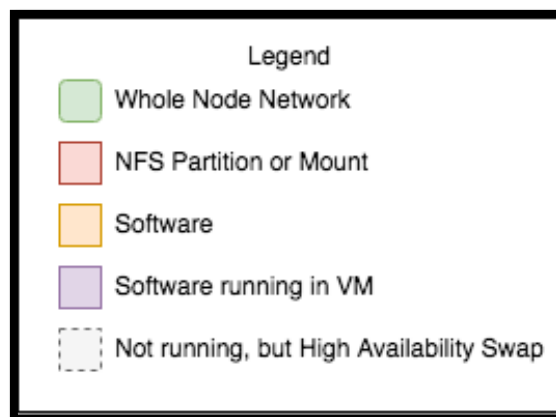 Legend
Whole Node Network
NFS Partition or Mount
Software
Software running in VM
Not running, but High Availability Swap